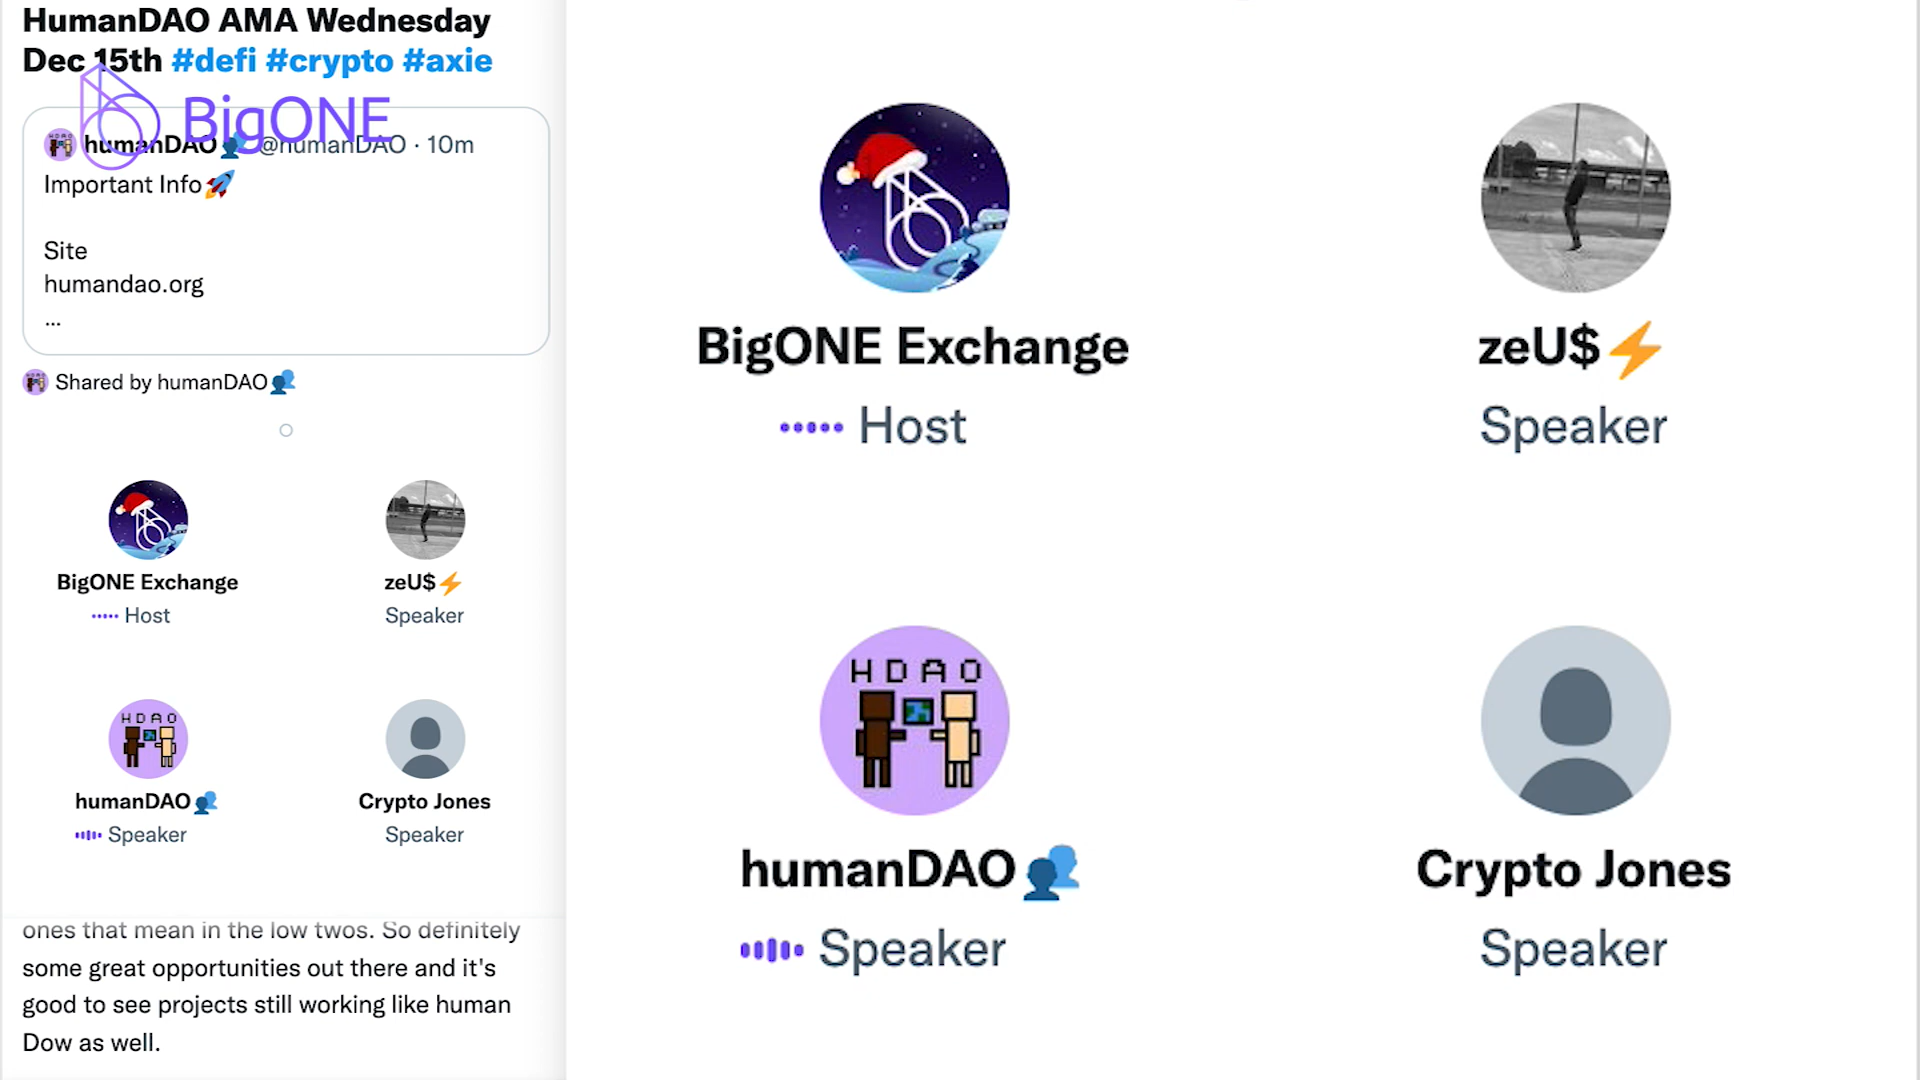 HumanDAO AMA Wednesday
Dec 15th #defi #crypto #axie
BigONE
humanDAO @humanDAO · 10m
Important Info
Site
humandao.org
...
Shared by humanDAO
BigONE Exchange
Host
zeU$
Speaker
HDAO
humanDAO
Speaker
Crypto Jones
Speaker
ones that mean in the low twos. So definitely
some great opportunities out there and it's
good to see projects still working like human
Dow as well.
BigONE Exchange
Host
zeU$
Speaker
HDAO
humanDAO
Speaker
Crypto Jones
Speaker